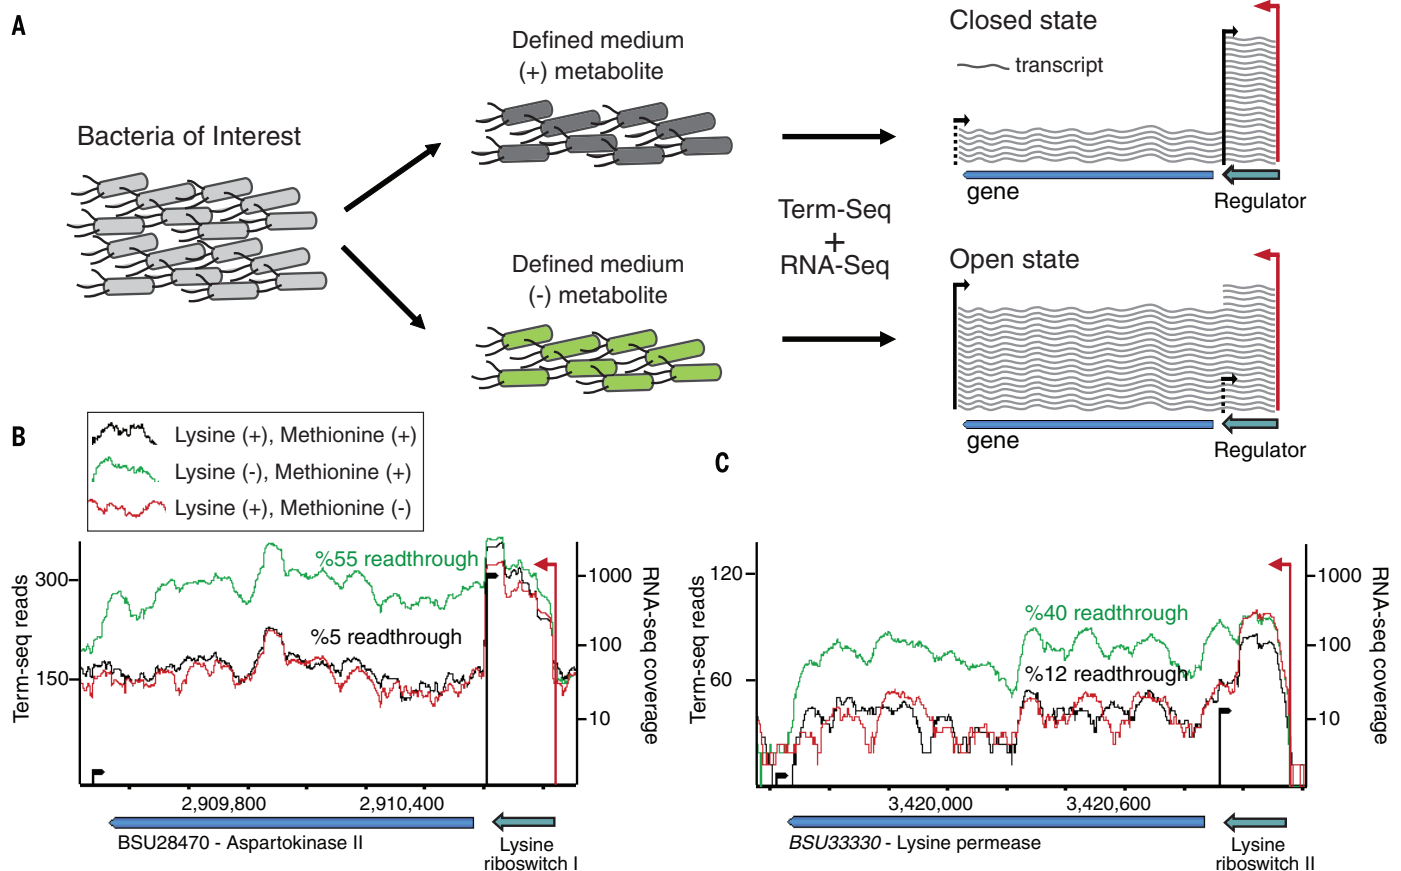 A
Bacteria of Interest
Defined medium
(+) metabolite
Defined medium
(-) metabolite
Term-Seq
+
RNA-Seq
Closed state
transcript
gene
Regulator
Open state
gene
Regulator
B
Lysine (+), Methionine (+)
Lysine (-), Methionine (+)
Lysine (+), Methionine (-)
Term-seq reads
300
150
%55 readthrough
%5 readthrough
1000
100
10
RNA-seq coverage
2,909,800
2,910,400
BSU28470 - Aspartokinase II
Lysine
riboswitch I
C
Term-seq reads
120
60
%40 readthrough
%12 readthrough
1000
100
10
RNA-seq coverage
3,420,000
3,420,600
BSU33330 - Lysine permease
Lysine
riboswitch II